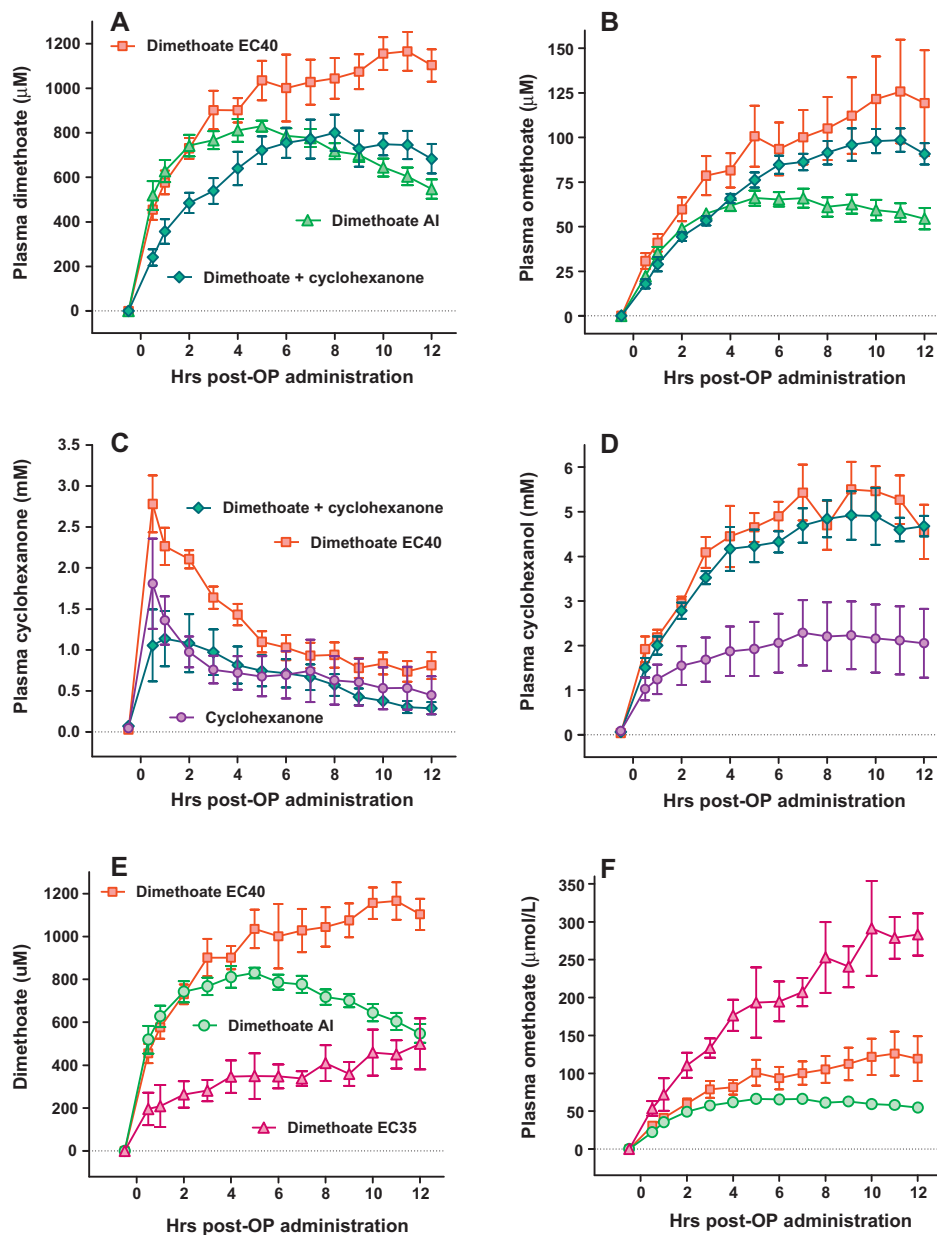 A
Dimethoate EC40
Dimethoate AI
Dimethoate + cyclohexanone
Plasma dimethoate (µM)
1200
1000
800
600
400
200
0
0 2 4 6 8 10 12
Hrs post-OP administration
B
Plasma omethoate (µM)
150
125
100
75
50
25
0
0 2 4 6 8 10 12
Hrs post-OP administration
C
Dimethoate + cyclohexanone
Dimethoate EC40
Cyclohexanone
Plasma cyclohexanone (mM)
3.5
3.0
2.5
2.0
1.5
1.0
0.5
0.0
0 2 4 6 8 10 12
Hrs post-OP administration
D
Plasma cyclohexanol (mM)
6
5
4
3
2
1
0
0 2 4 6 8 10 12
Hrs post-OP administration
E
Dimethoate EC40
Dimethoate AI
Dimethoate EC35
Dimethoate (uM)
1200
1000
800
600
400
200
0
0 2 4 6 8 10 12
Hrs post-OP administration
F
Plasma omethoate (µmol/L)
350
300
250
200
150
100
50
0
0 2 4 6 8 10 12
Hrs post-OP administration